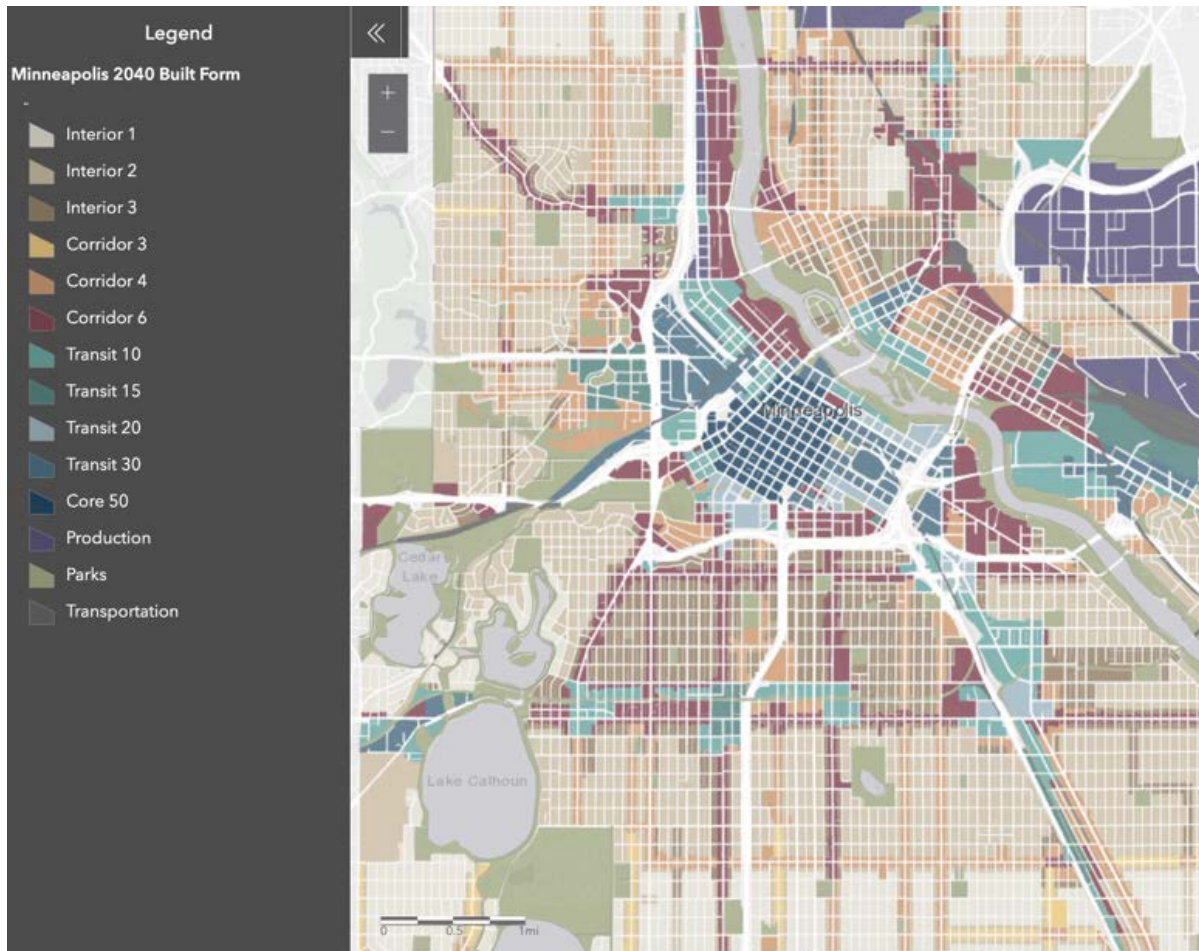 Legend
Minneapolis 2040 Built Form
-
Interior 1
Interior 2
Interior 3
Corridor 3
Corridor 4
Corridor 6
Transit 10
Transit 15
Transit 20
Transit 30
Core 50
Production
Parks
Transportation
+
−
Minneapolis
Cedar
Lake
Lake Calhoun
0 0.5 1mi